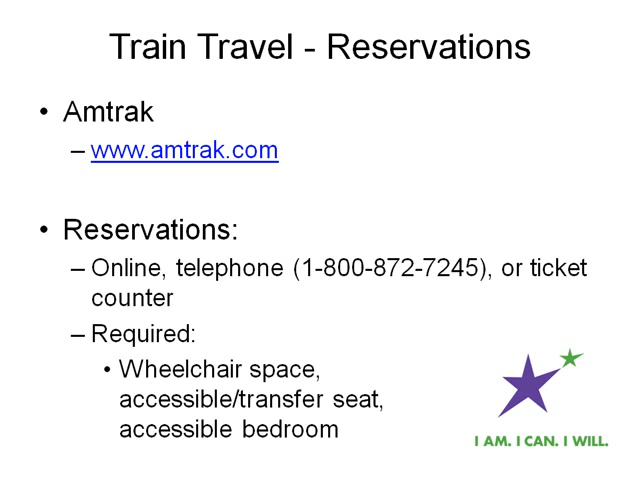 Train Travel - Reservations
• Amtrak
– www.amtrak.com
• Reservations:
– Online, telephone (1-800-872-7245), or ticket
counter
– Required:
• Wheelchair space,
accessible/transfer seat,
accessible bedroom
I AM. I CAN. I WILL.